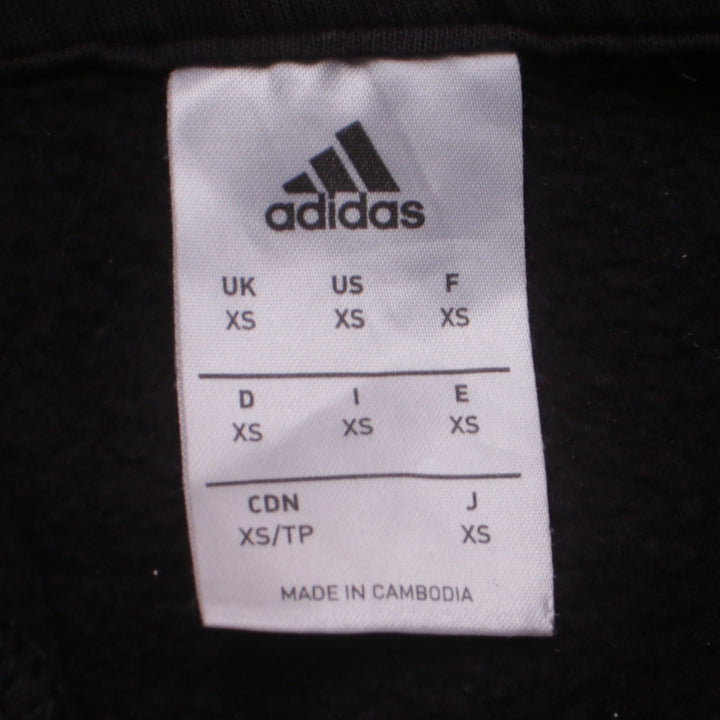 adidas
UK US F
XS XS XS
D I E
XS XS XS
CDN J
XS/TP XS
MADE IN CAMBODIA